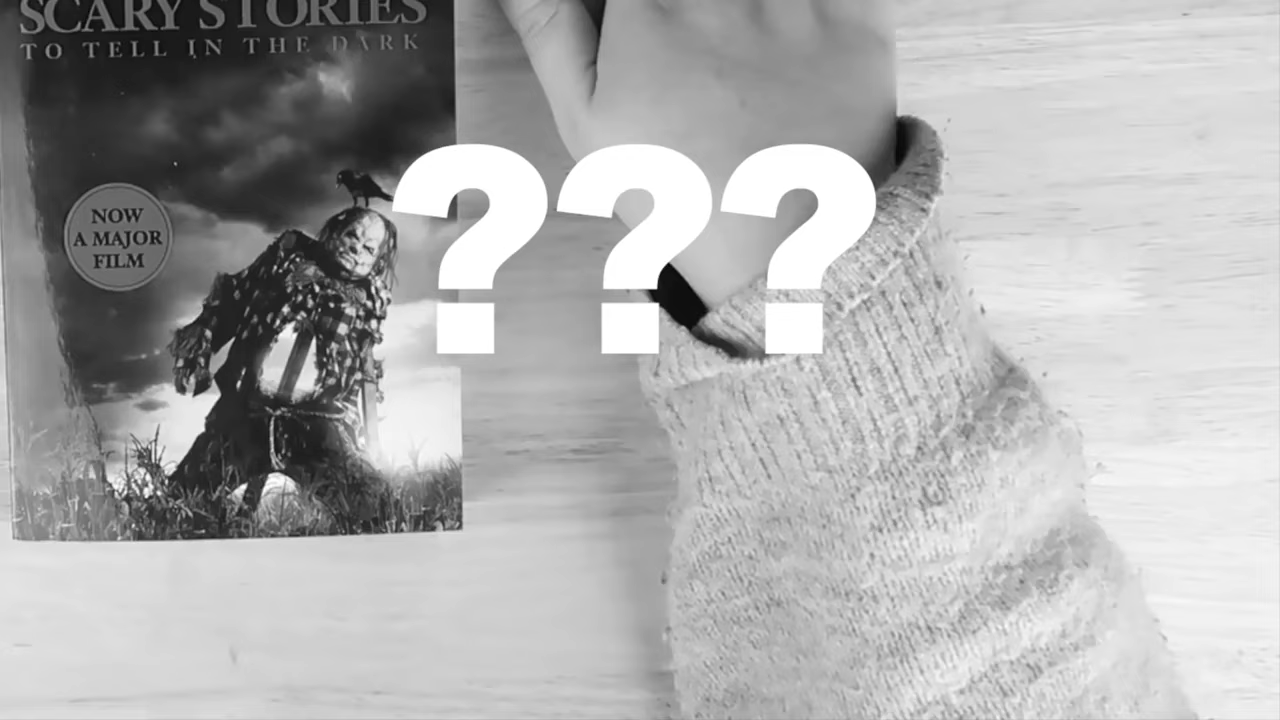 SCARY STORIES
TO TELL IN THE DARK
NOW
A MAJOR
FILM
???